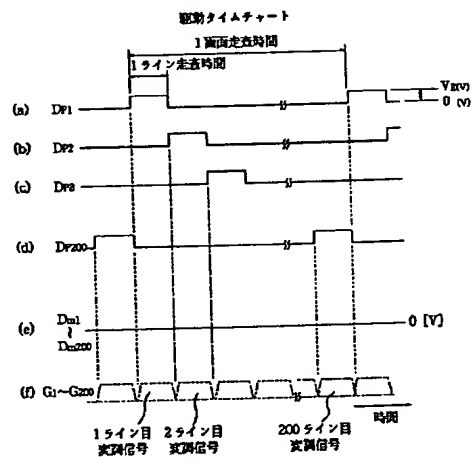 駆動タイムチャート
1画面走査時間
1ライン走査時間
VE(V)
0 (V)
(a) DP1
(b) DP2
(c) DP3
(d) DP200
(e) Dm1
~
Dm200
0 [V]
(f) G1~G200
時間
1ライン目
変調信号
2ライン目
変調信号
200ライン目
変調信号